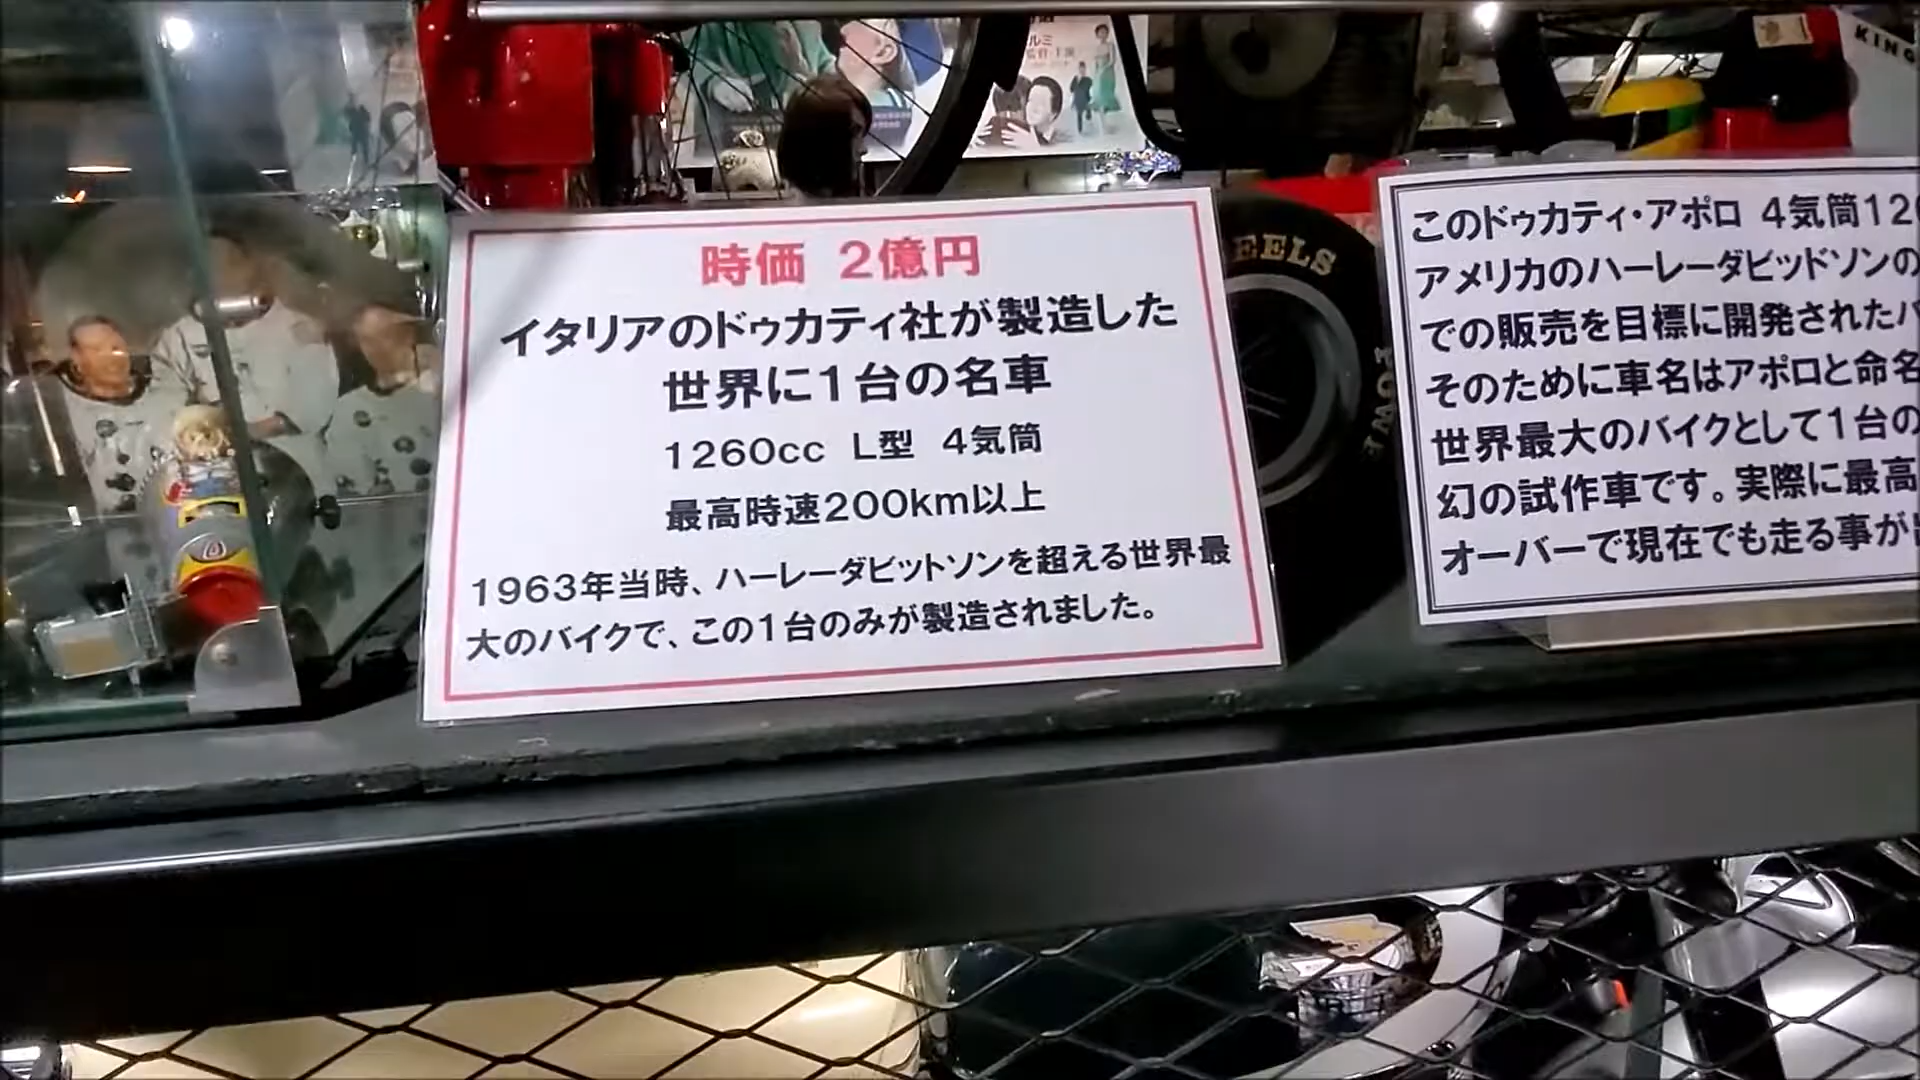 時価 2億円
イタリアのドゥカティ社が製造した
世界に1台の名車
1260cc L型 4気筒
最高時速200km以上
1963年当時、ハーレーダビットソンを超える世界最
大のバイクで、この1台のみが製造されました。
このドゥカティ・アポロ 4気筒12
アメリカのハーレーダビッドソンの
での販売を目標に開発された
そのために車名はアポロと命名
世界最大のバイクとして1台の
幻の試作車です。実際に最高
オーバーで現在でも走る事が
EELS
KING